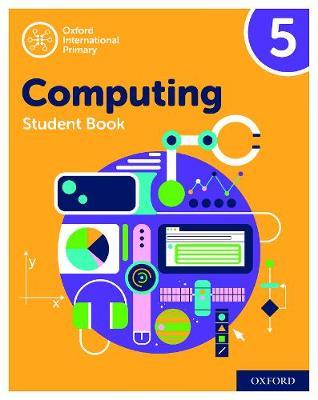 Oxford
International
Primary
5
Computing
Student Book
y
x
OXFORD